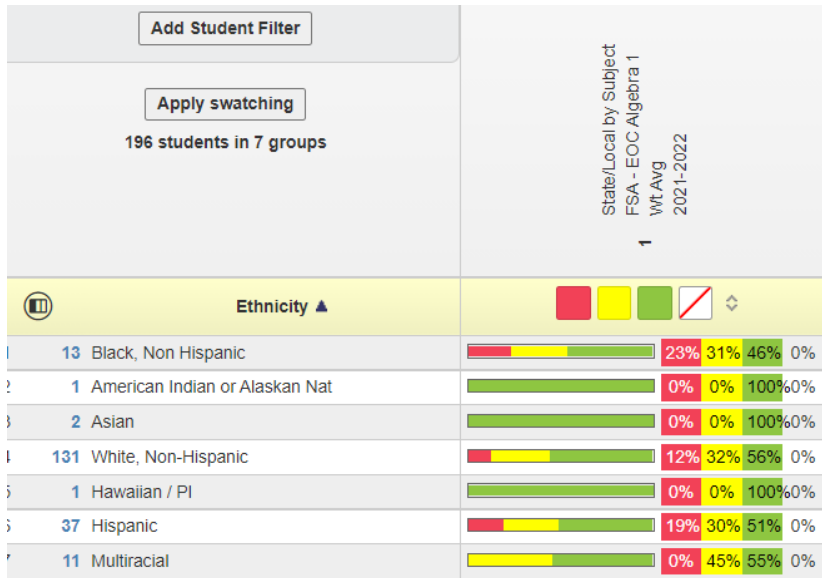 Add Student Filter
Apply swatching
196 students in 7 groups
State/Local by Subject
FSA - EOC Algebra 1
Wt Avg
2021-2022
1
Ethnicity ▲
13 Black, Non Hispanic 23% 31% 46% 0%
1 American Indian or Alaskan Nat 0% 0% 100% 0%
2 Asian 0% 0% 100% 0%
131 White, Non-Hispanic 12% 32% 56% 0%
1 Hawaiian / PI 0% 0% 100% 0%
37 Hispanic 19% 30% 51% 0%
11 Multiracial 0% 45% 55% 0%